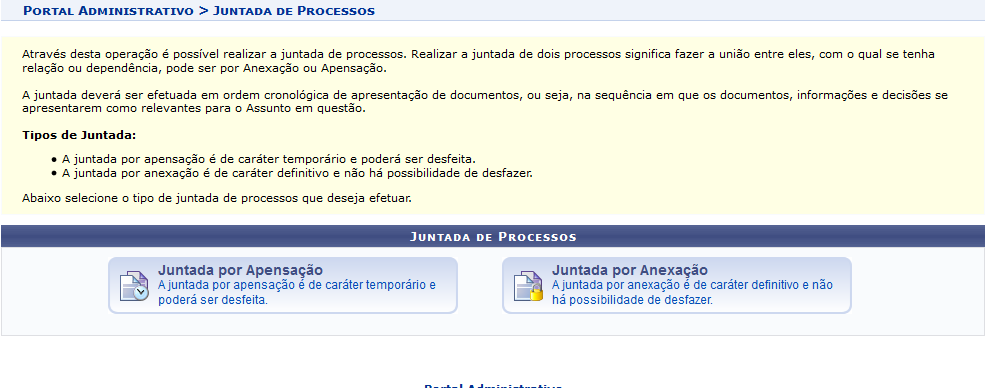 Portal Administrativo > Juntada de Processos
Através desta operação é possível realizar a juntada de processos. Realizar a juntada de dois processos significa fazer a união entre eles, com o qual se tenha
relação ou dependência, pode ser por Anexação ou Apensação.
A juntada deverá ser efetuada em ordem cronológica de apresentação de documentos, ou seja, na sequência em que os documentos, informações e decisões se
apresentarem como relevantes para o Assunto em questão.
Tipos de Juntada:
• A juntada por apensação é de caráter temporário e poderá ser desfeita.
• A juntada por anexação é de caráter definitivo e não há possibilidade de desfazer.
Abaixo selecione o tipo de juntada de processos que deseja efetuar.
Juntada de Processos
Juntada por Apensação
A juntada por apensação é de caráter temporário e
poderá ser desfeita.
Juntada por Anexação
A juntada por anexação é de caráter definitivo e não
há possibilidade de desfazer.
Portal Administrativo